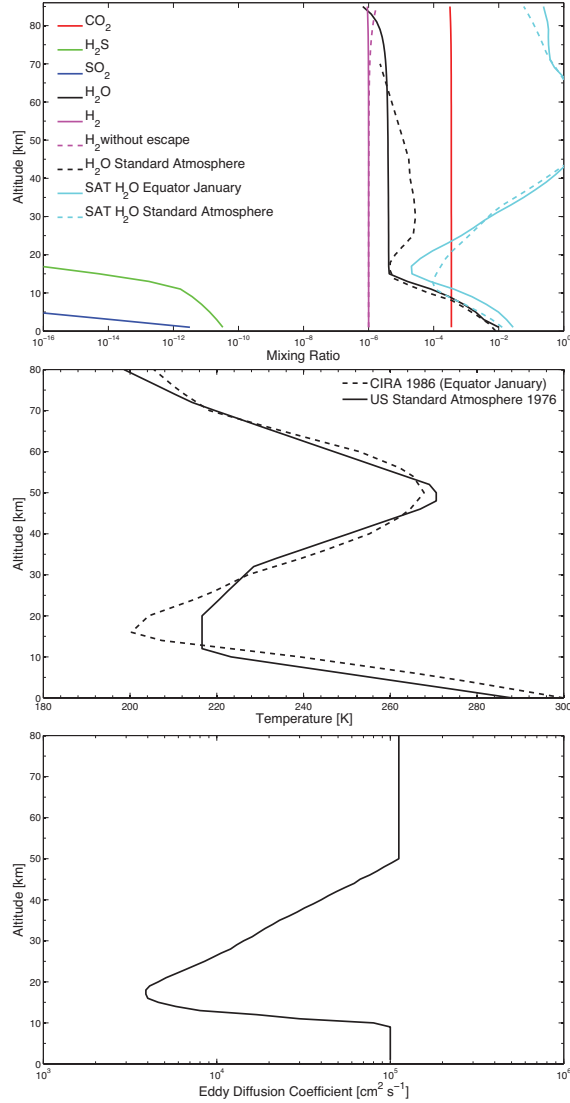 CO2
H2S
SO2
H2O
H2
H2 without escape
H2O Standard Atmosphere
SAT H2O Equator January
SAT H2O Standard Atmosphere
Altitude [km]
80
70
60
50
40
30
20
10
0
10^−16
10^−14
10^−12
10^−10
10^−8
10^−6
10^−4
10^−2
10^0
Mixing Ratio
CIRA 1986 (Equator January)
US Standard Atmosphere 1976
Altitude [km]
80
70
60
50
40
30
20
10
0
180
200
220
240
260
280
300
Temperature [K]
Altitude [km]
80
70
60
50
40
30
20
10
0
10^3
10^4
10^5
10^6
Eddy Diffusion Coefficient [cm^2 s^−1]